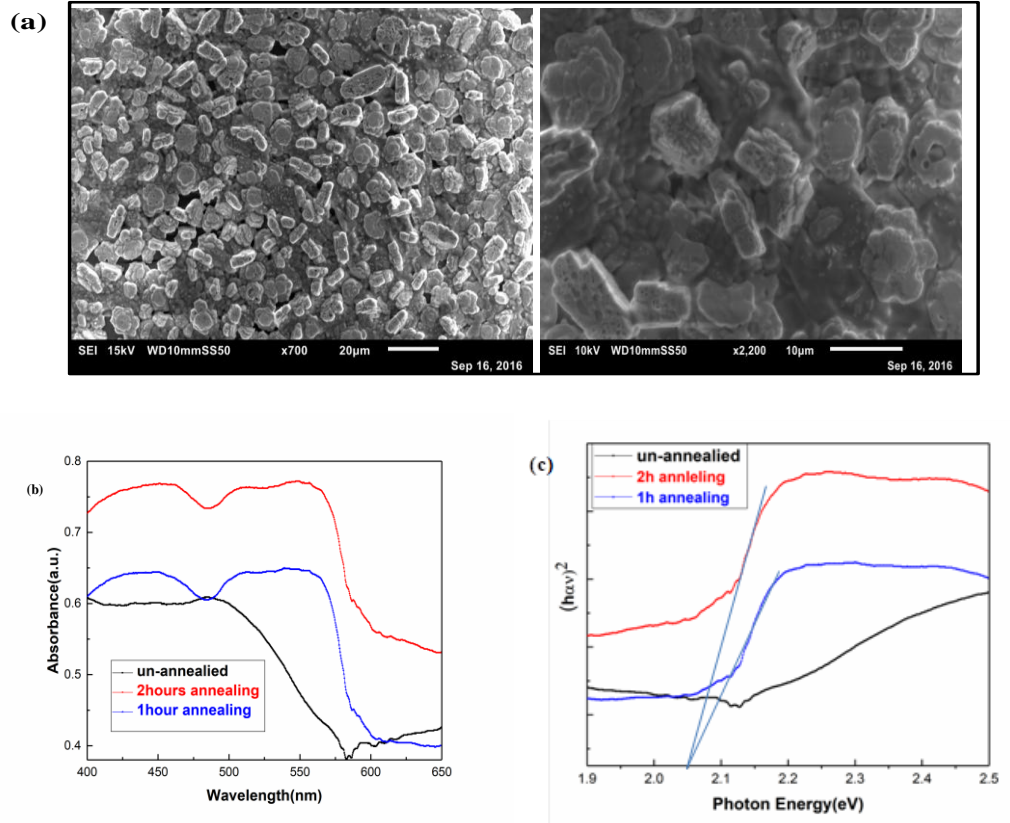 (a)
SEI 15kV WD10mmSS50 x700 20µm
Sep 16, 2016
SEI 10kV WD10mmSS50 x2,200 10µm
Sep 16, 2016
(b)
0.8
0.7
0.6
0.5
0.4
Absorbance(a.u.)
un-annealied
2hours annealing
1hour annealing
400 450 500 550 600 650
Wavelength(nm)
(c)
un-annealied
2h annleling
1h annealing
(hαν)2
1.9 2.0 2.1 2.2 2.3 2.4 2.5
Photon Energy(eV)